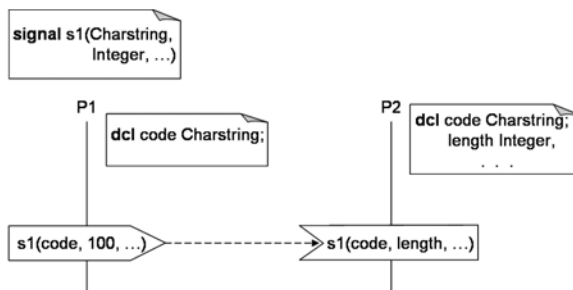 signal s1(Charstring,
Integer, ...)
P1
P2
dcl code Charstring;
dcl code Charstring;
length Integer,
. . .
s1(code, 100, ...)
s1(code, length, ...)